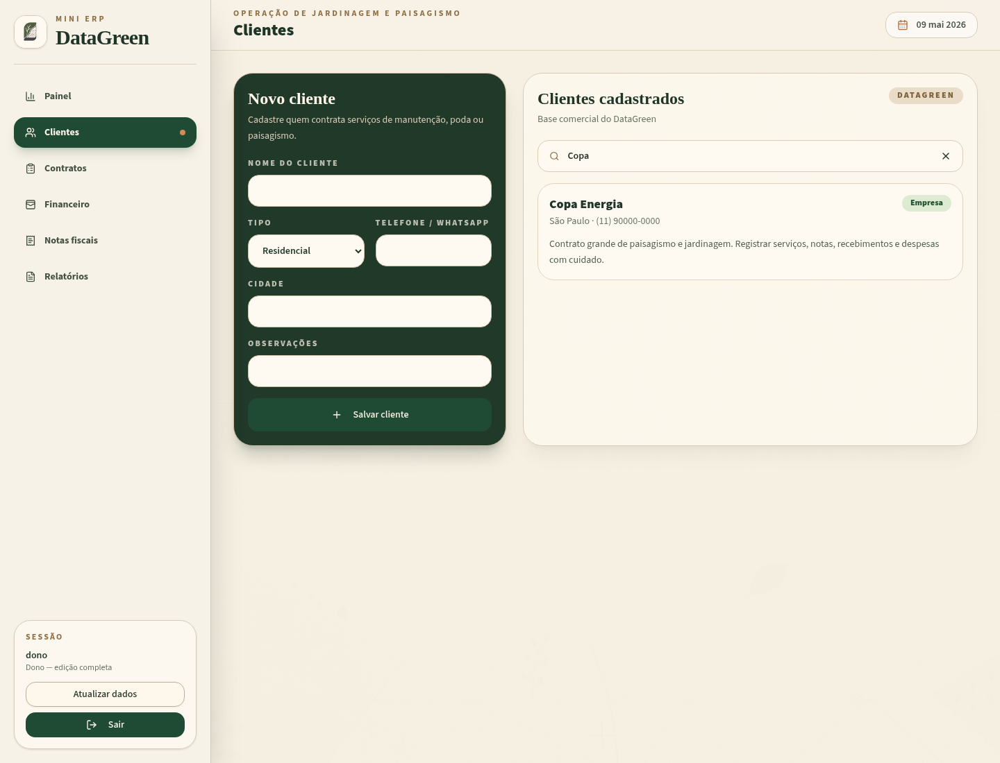 MINI ERP
DataGreen
Painel
Clientes
Contratos
Financeiro
Notas fiscais
Relatórios
SESSÃO
dono
Dono — edição completa
Atualizar dados
Sair
OPERAÇÃO DE JARDINAGEM E PAISAGISMO
Clientes
09 mai 2026
Novo cliente
Cadastre quem contrata serviços de manutenção, poda ou
paisagismo.
NOME DO CLIENTE
TIPO
TELEFONE / WHATSAPP
Residencial
CIDADE
OBSERVAÇÕES
Salvar cliente
Clientes cadastrados
DATAGREEN
Base comercial do DataGreen
Copa
Copa Energia
Empresa
São Paulo · (11) 90000-0000
Contrato grande de paisagismo e jardinagem. Registrar serviços, notas, recebimentos e despesas
com cuidado.